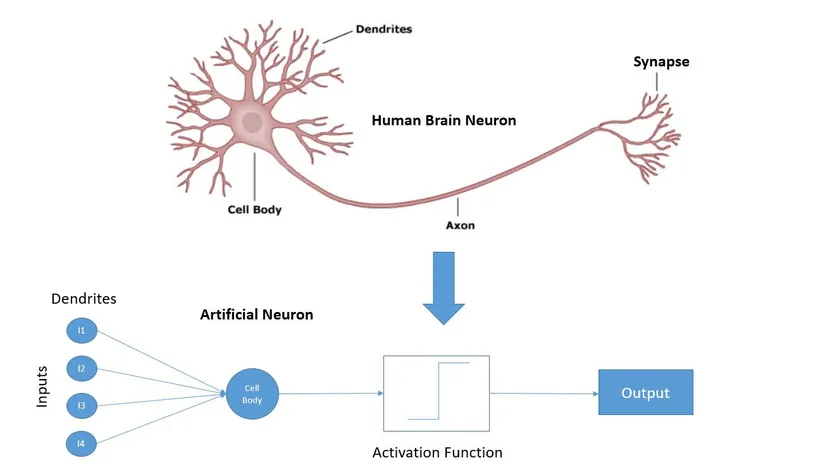 Dendrites
Synapse
Human Brain Neuron
Cell Body
Axon
Dendrites
Artificial Neuron
Inputs
I1
I2
I3
I4
Cell
Body
Output
Activation Function